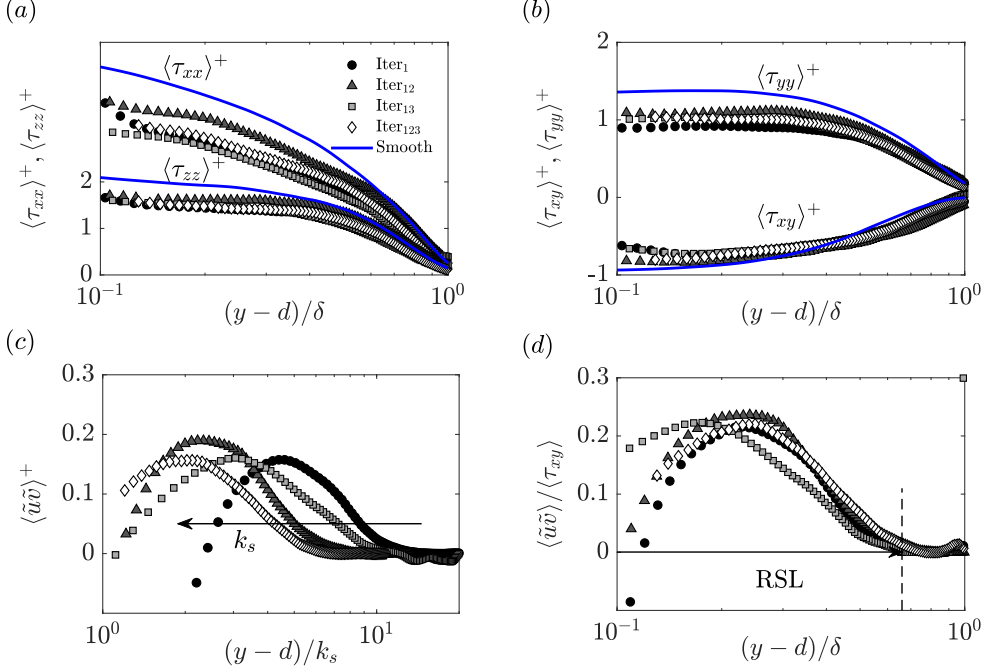 (a)
⟨τxx⟩+, ⟨τzz⟩+
⟨τxx⟩+
⟨τzz⟩+
Iter1
Iter12
Iter13
Iter123
Smooth
2
1
0
10−1
100
(y − d)/δ
(b)
⟨τxy⟩+, ⟨τyy⟩+
⟨τyy⟩+
⟨τxy⟩+
2
1
0
-1
10−1
100
(y − d)/δ
(c)
⟨ũṽ⟩+
0.3
0.2
0.1
0
ks
100
101
(y − d)/ks
(d)
⟨ũṽ⟩/⟨τxy⟩
0.3
0.2
0.1
0
RSL
10−1
100
(y − d)/δ